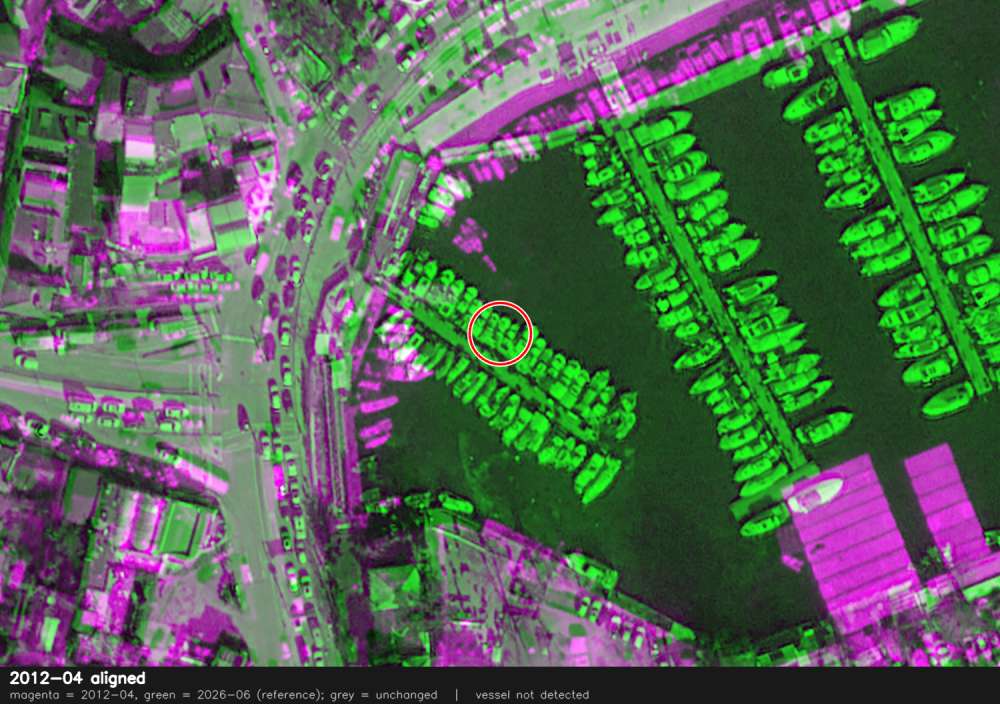 2012-04 aligned
magenta = 2012-04, green = 2026-06 (reference); grey = unchanged | vessel not detected